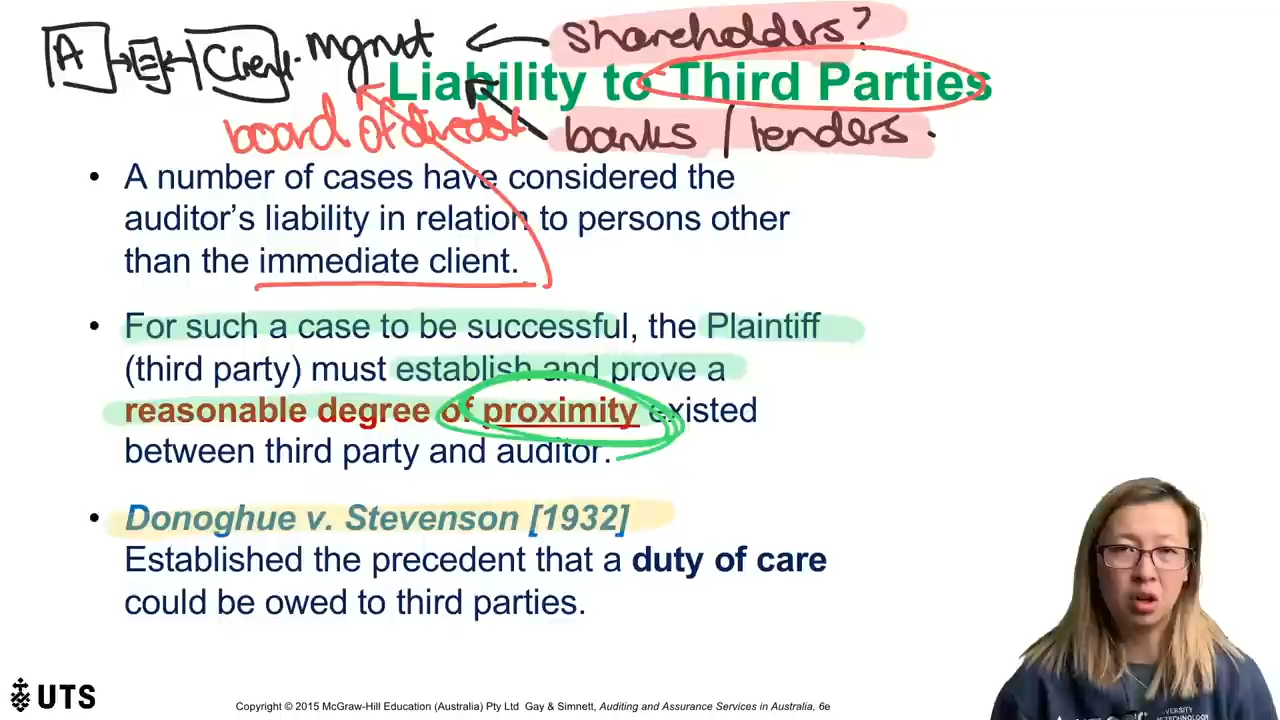 A Client mgmt shareholders?
Liability to Third Parties
board of director banks / lenders.
• A number of cases have considered the
auditor's liability in relation to persons other
than the immediate client.
• For such a case to be successful, the Plaintiff
(third party) must establish and prove a
reasonable degree of proximity existed
between third party and auditor.
• Donoghue v. Stevenson [1932]
Established the precedent that a duty of care
could be owed to third parties.
UTS
Copyright © 2015 McGraw-Hill Education (Australia) Pty Ltd Gay & Simnett, Auditing and Assurance Services in Australia, 6e